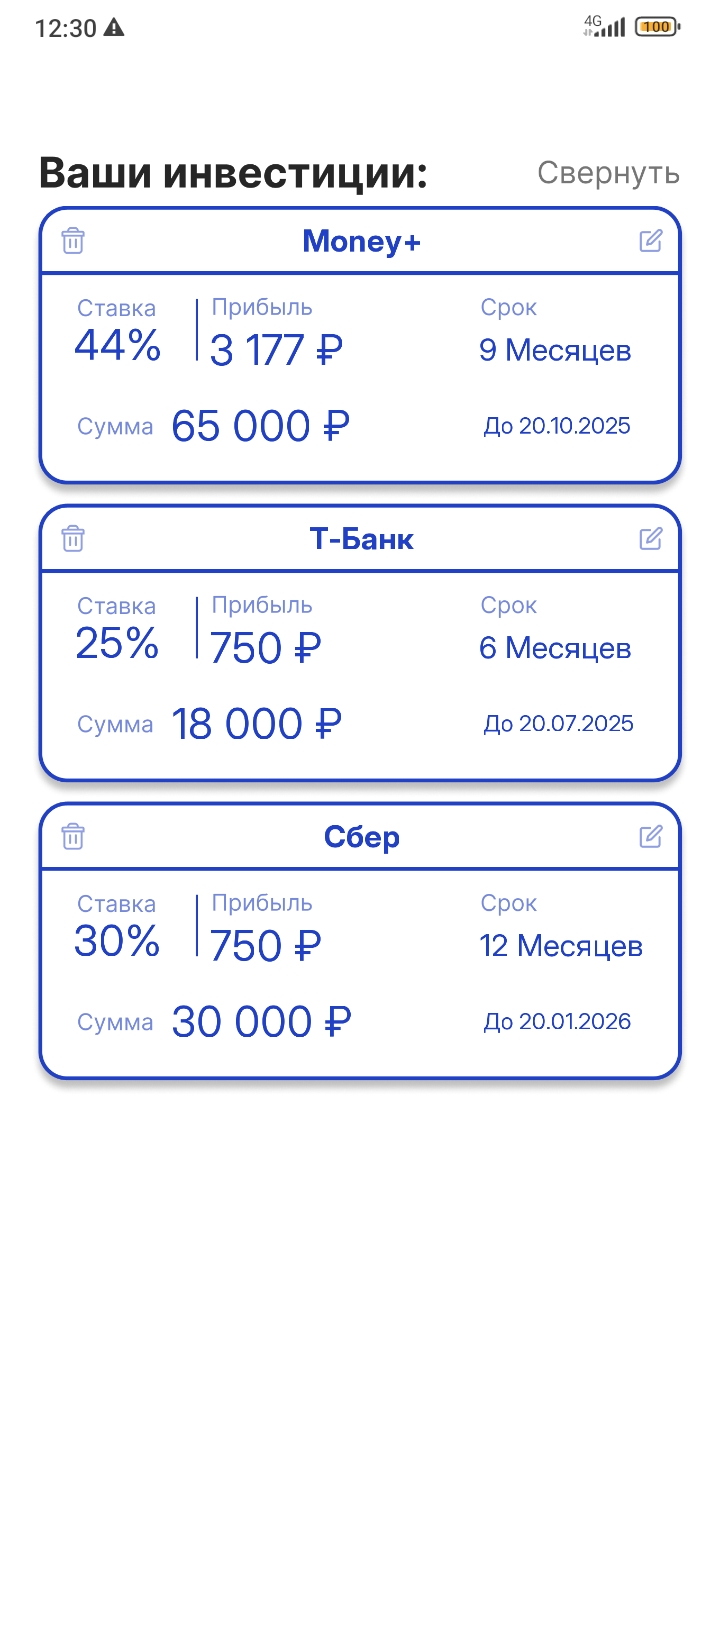 12:30
4G
100
Ваши инвестиции:
Свернуть
Money+
Ставка
Прибыль
Срок
44%
3 177 ₽
9 Месяцев
Сумма 65 000 ₽
До 20.10.2025
Т-Банк
Ставка
Прибыль
Срок
25%
750 ₽
6 Месяцев
Сумма 18 000 ₽
До 20.07.2025
Сбер
Ставка
Прибыль
Срок
30%
750 ₽
12 Месяцев
Сумма 30 000 ₽
До 20.01.2026